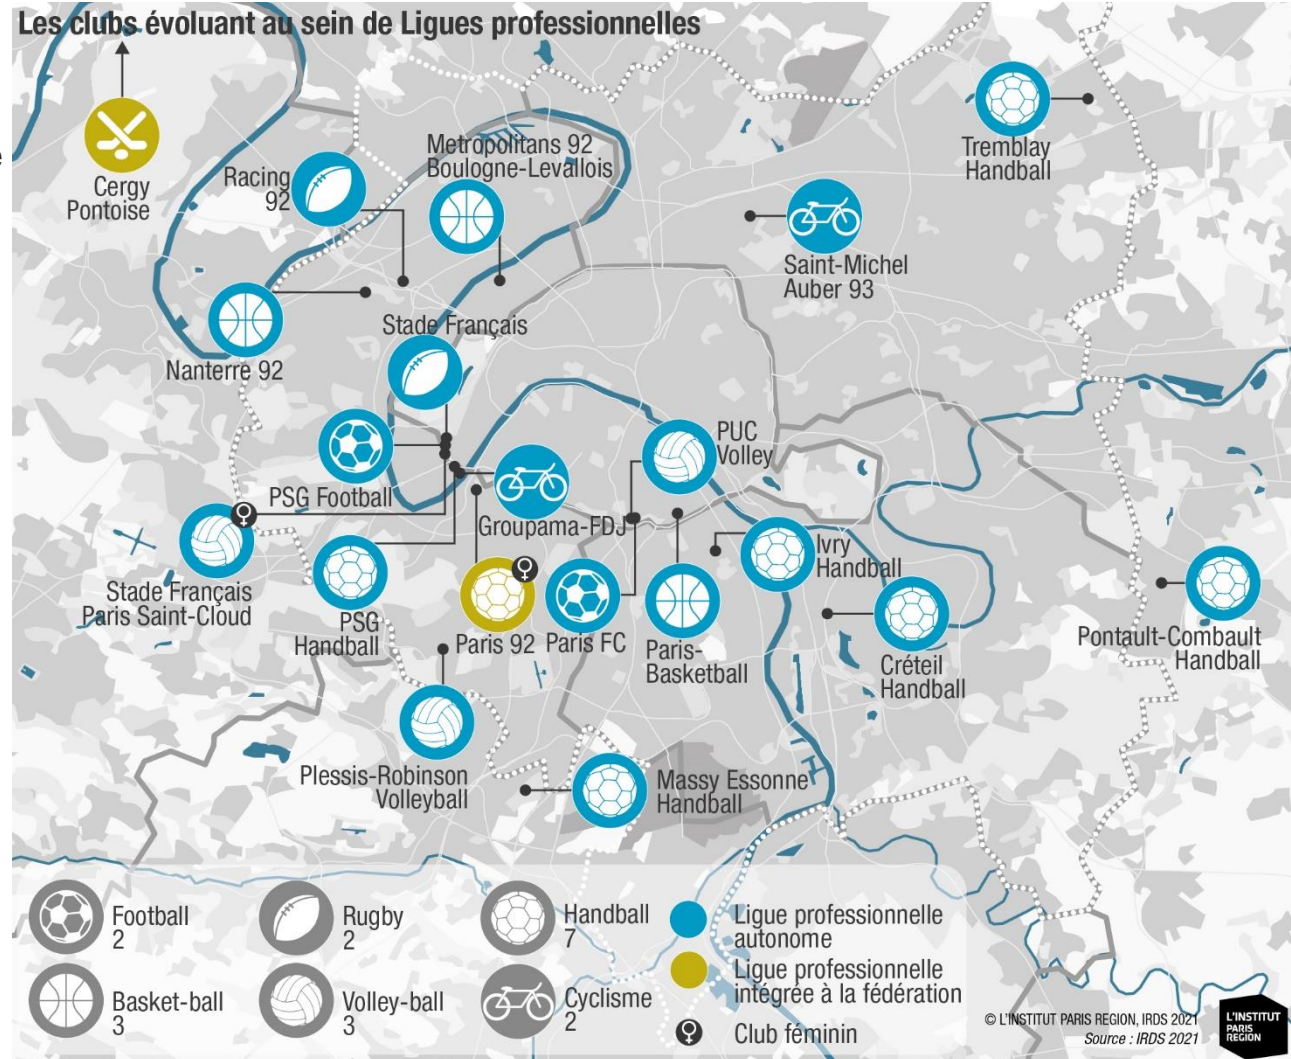 Les clubs évoluant au sein de Ligues professionnelles
e
Cergy
Pontoise
Racing
92
Metropolitans 92
Boulogne-Levallois
Tremblay
Handball
Saint-Michel
Auber 93
Nanterre 92
Stade Français
PSG Football
PUC
Volley
Groupama-FDJ
Stade Français
Paris Saint-Cloud
PSG
Handball
Paris 92
Paris FC
Paris-
Basketball
Ivry
Handball
Créteil
Handball
Pontault-Combault
Handball
Plessis-Robinson
Volleyball
Massy Essonne
Handball
Football
2
Rugby
2
Handball
7
Basket-ball
3
Volley-ball
3
Cyclisme
2
Ligue professionnelle
autonome
Ligue professionnelle
intégrée à la fédération
Club féminin
© L'INSTITUT PARIS REGION, IRDS 2021
Source : IRDS 2021
L'INSTITUT
PARIS
REGION